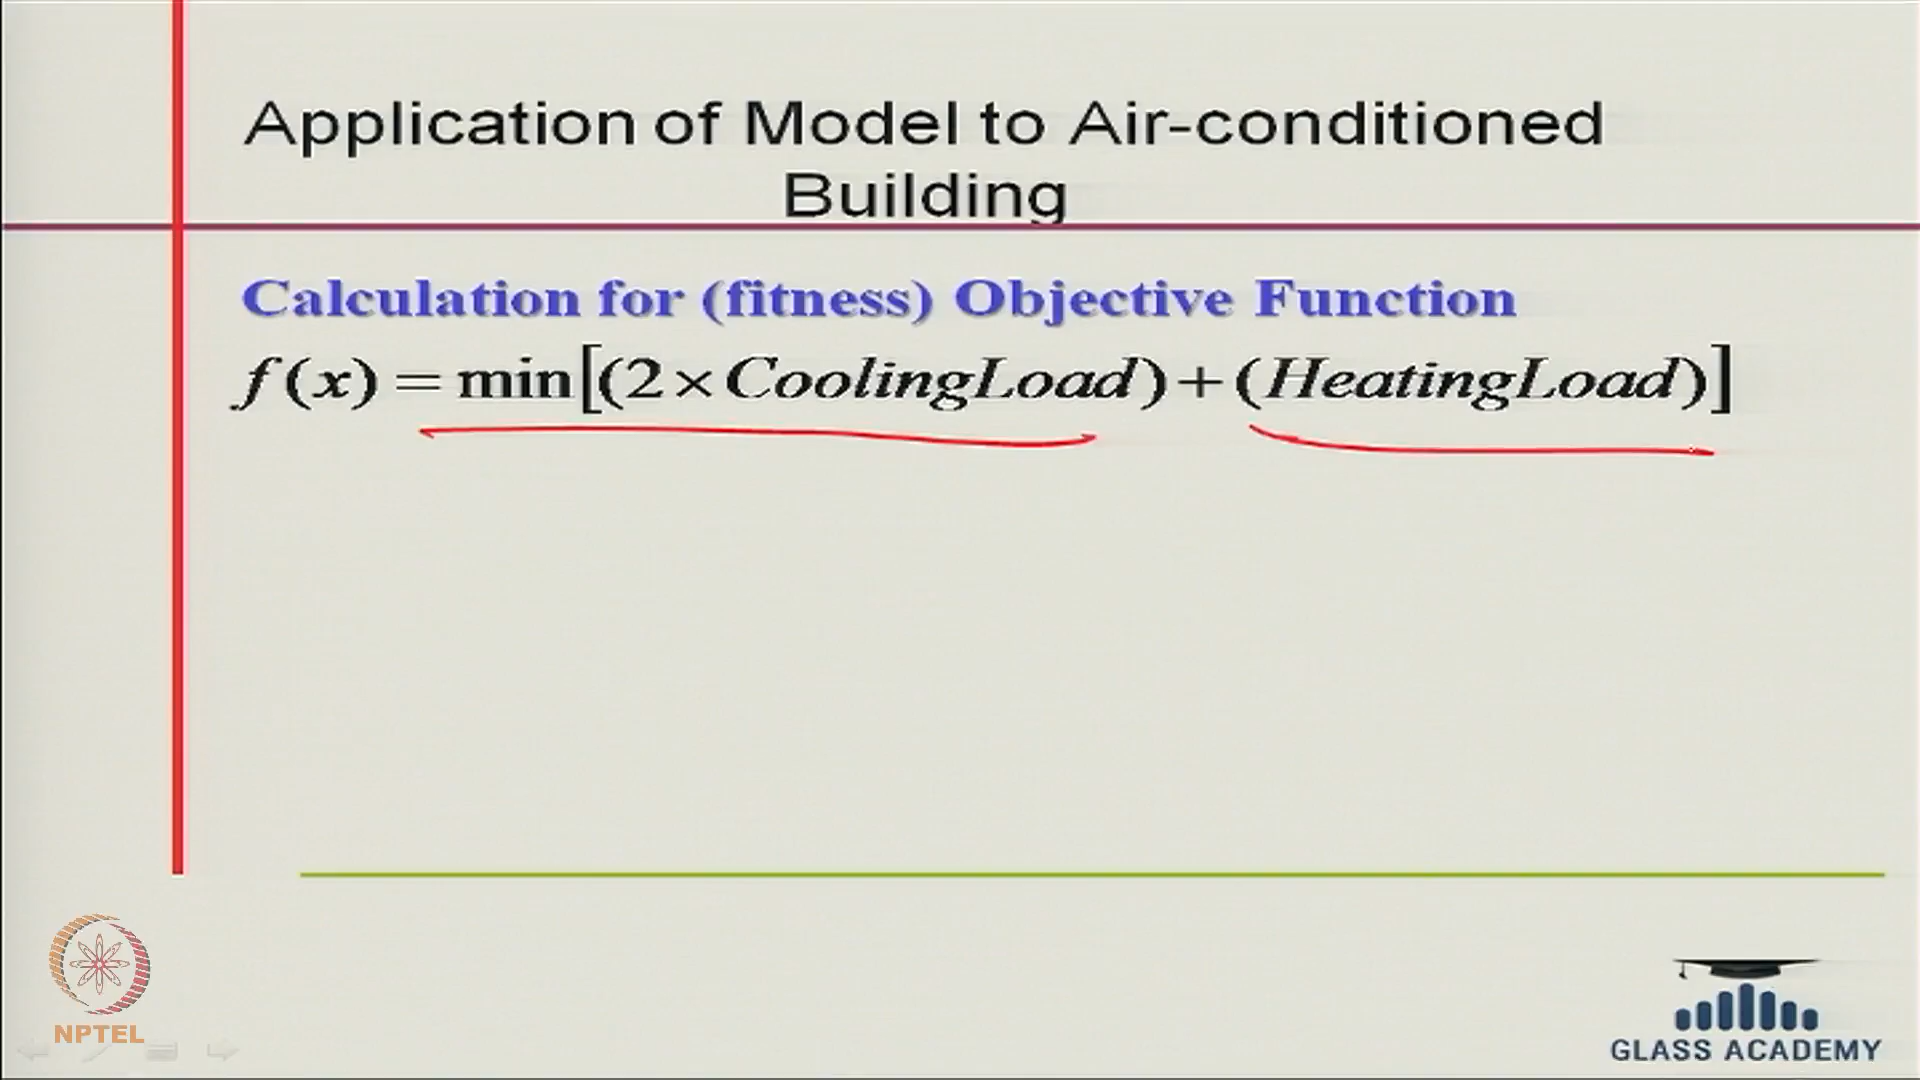 Application of Model to Air-conditioned
Building
Calculation for (fitness) Objective Function
f(x) = min[(2×CoolingLoad)+(HeatingLoad)]
NPTEL
GLASS ACADEMY